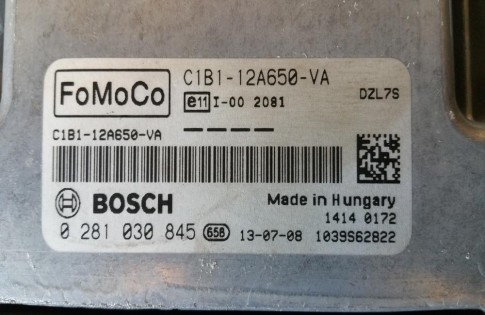 FoMoCo
C1B1-12A650-VA
e11 I-00 2081
DZL7S
C1B1-12A650-VA
BOSCH
Made in Hungary
1414 0172
0 281 030 845 658 13-07-08 1039S62822